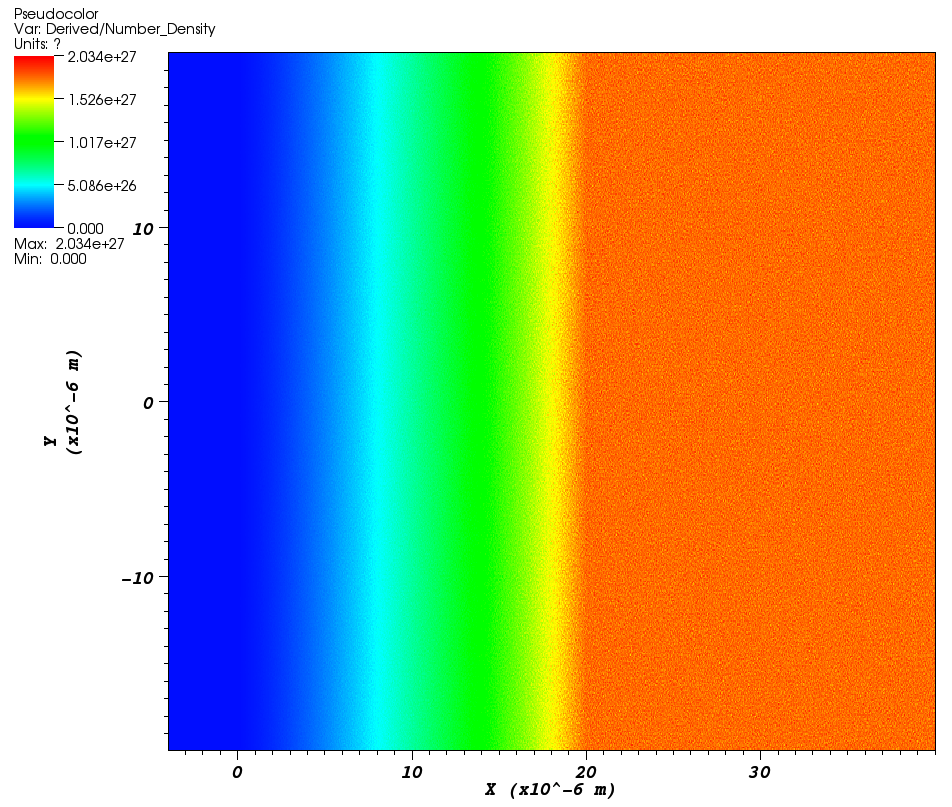 Pseudocolor
Var: Derived/Number_Density
Units: ?
2.034e+27
1.526e+27
1.017e+27
5.086e+26
0.000
Max: 2.034e+27
Min: 0.000
10
0
-10
Y
(x10^-6 m)
0 10 20 30
X (x10^-6 m)